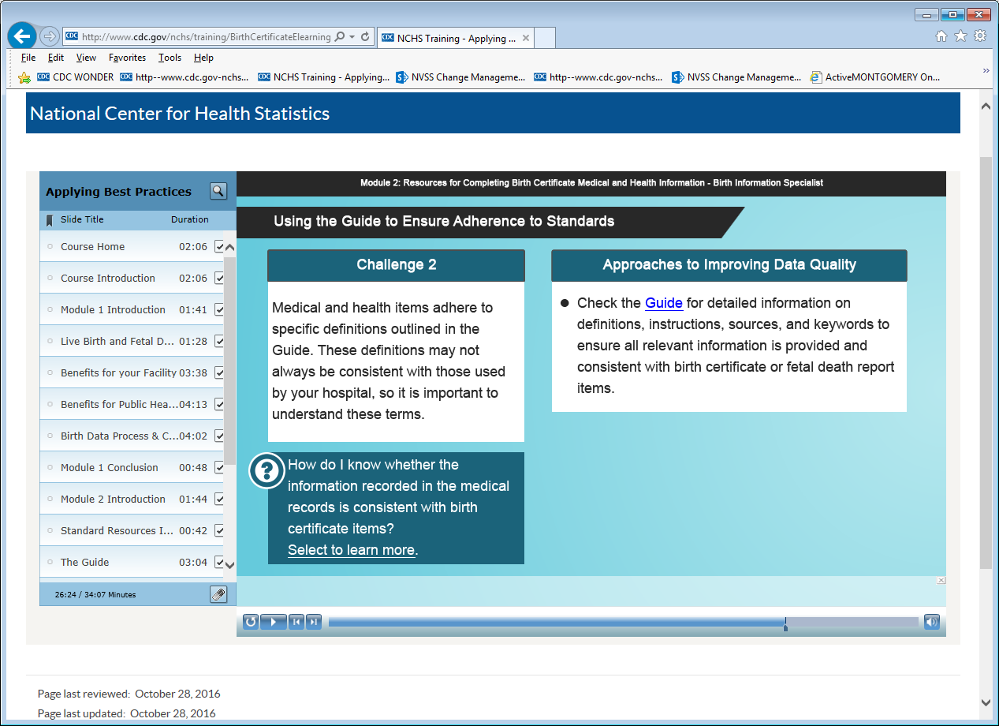 http://www.cdc.gov/nchs/training/BirthCertificateElearning
CDC NCHS Training - Applying ...
File Edit View Favorites Tools Help
CDC CDC WONDER CDC http--www.cdc.gov-nchs... CDC NCHS Training - Applying... NVSS Change Manageme... CDC http--www.cdc.gov-nchs... NVSS Change Manageme... ActiveMONTGOMERY On...
National Center for Health Statistics
Applying Best Practices
Slide Title Duration
Course Home 02:06
Course Introduction 02:06
Module 1 Introduction 01:41
Live Birth and Fetal D... 01:28
Benefits for your Facility 03:38
Benefits for Public Hea... 04:13
Birth Data Process & C... 04:02
Module 1 Conclusion 00:48
Module 2 Introduction 01:44
Standard Resources I... 00:42
The Guide 03:04
26:24 / 34:07 Minutes
Module 2: Resources for Completing Birth Certificate Medical and Health Information - Birth Information Specialist
Using the Guide to Ensure Adherence to Standards
Challenge 2
Medical and health items adhere to
specific definitions outlined in the
Guide. These definitions may not
always be consistent with those used
by your hospital, so it is important to
understand these terms.
? How do I know whether the
information recorded in the medical
records is consistent with birth
certificate items?
Select to learn more.
Approaches to Improving Data Quality
● Check the Guide for detailed information on
definitions, instructions, sources, and keywords to
ensure all relevant information is provided and
consistent with birth certificate or fetal death report
items.
Page last reviewed: October 28, 2016
Page last updated: October 28, 2016